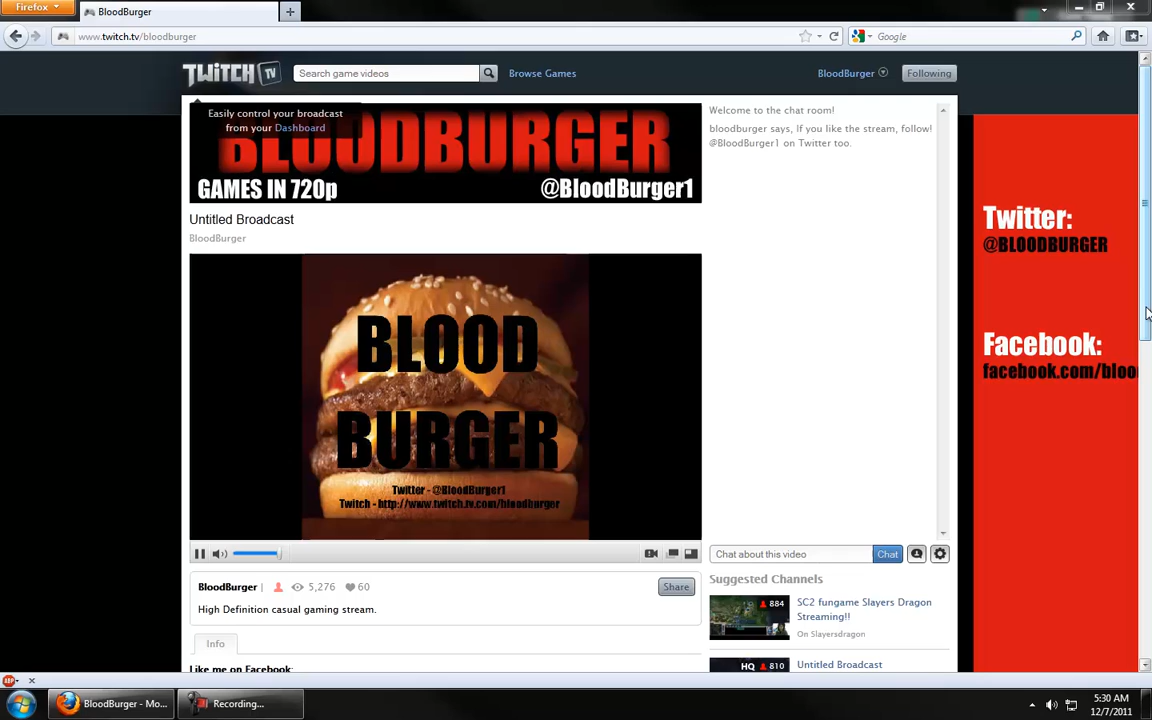 Firefox
BloodBurger
www.twitch.tv/bloodburger
Google
TWITCH TV
Search game videos
Browse Games
BloodBurger
Following
Easily control your broadcast
from your Dashboard
BLOODBURGER
GAMES IN 720p
@BloodBurger1
Untitled Broadcast
BloodBurger
BLOOD
BURGER
Twitter - @BloodBurger1
Twitch - http://www.twitch.tv.com/bloodburger
BloodBurger
5,276
60
Share
High Definition casual gaming stream.
Info
Like me on Facebook:
Welcome to the chat room!
bloodburger says, If you like the stream, follow!
@BloodBurger1 on Twitter too.
Chat about this video
Chat
Suggested Channels
884
SC2 fungame Slayers Dragon
Streaming!!
On Slayersdragon
HQ
810
Untitled Broadcast
Twitter:
@BLOODBURGER
Facebook:
facebook.com/bloo
ABP
BloodBurger - Mo...
Recording...
5:30 AM
12/7/2011